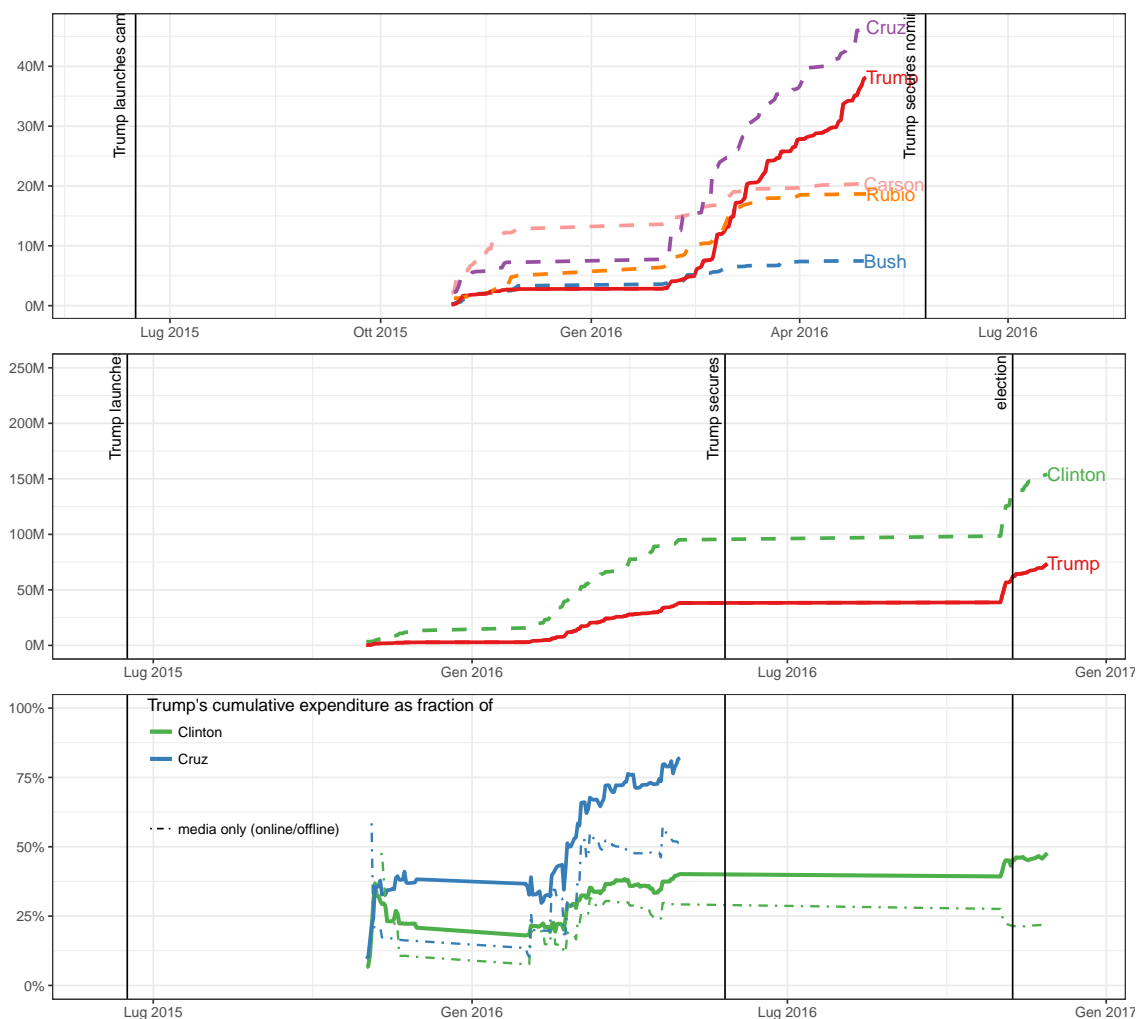 Trump launches cam
Trump secures nomi
Cruz
Trump
Carson
Rubio
Bush
40M
30M
20M
10M
0M
Lug 2015
Ott 2015
Gen 2016
Apr 2016
Lug 2016
Trump launches
Trump secures
election
Clinton
Trump
250M
200M
150M
100M
50M
0M
Lug 2015
Gen 2016
Lug 2016
Gen 2017
Trump's cumulative expenditure as fraction of
Clinton
Cruz
media only (online/offline)
100%
75%
50%
25%
0%
Lug 2015
Gen 2016
Lug 2016
Gen 2017